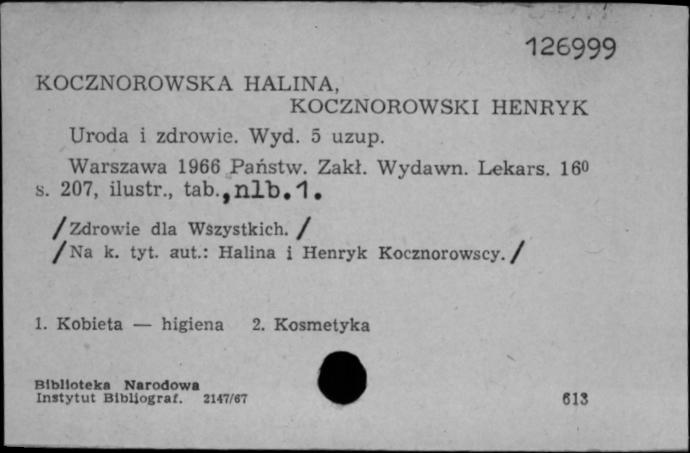 126999
KOCZNOROWSKA HALINA,
KOCZNOROWSKI HENRYK
Uroda i zdrowie. Wyd. 5 uzup.
Warszawa 1966 Państw. Zakł. Wydawn. Lekars. 16⁰
s. 207, ilustr., tab., nlb. 1.
/Zdrowie dla Wszystkich./
/Na k. tyt. aut.: Halina i Henryk Kocznorowscy./
1. Kobieta — higiena 2. Kosmetyka
Biblioteka Narodowa
Instytut Bibliograf. 2147/67
613